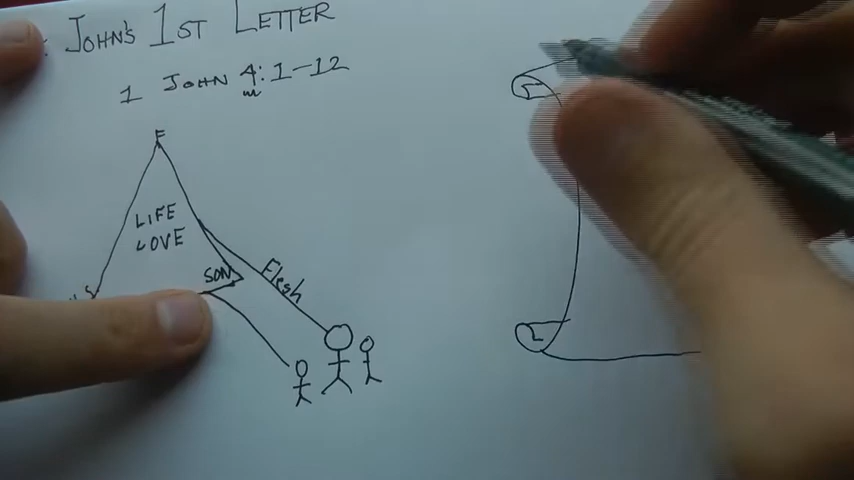 : JOHN'S 1ST LETTER
1 JOHN 4:1-12
F
LIFE
LOVE
SON
Flesh